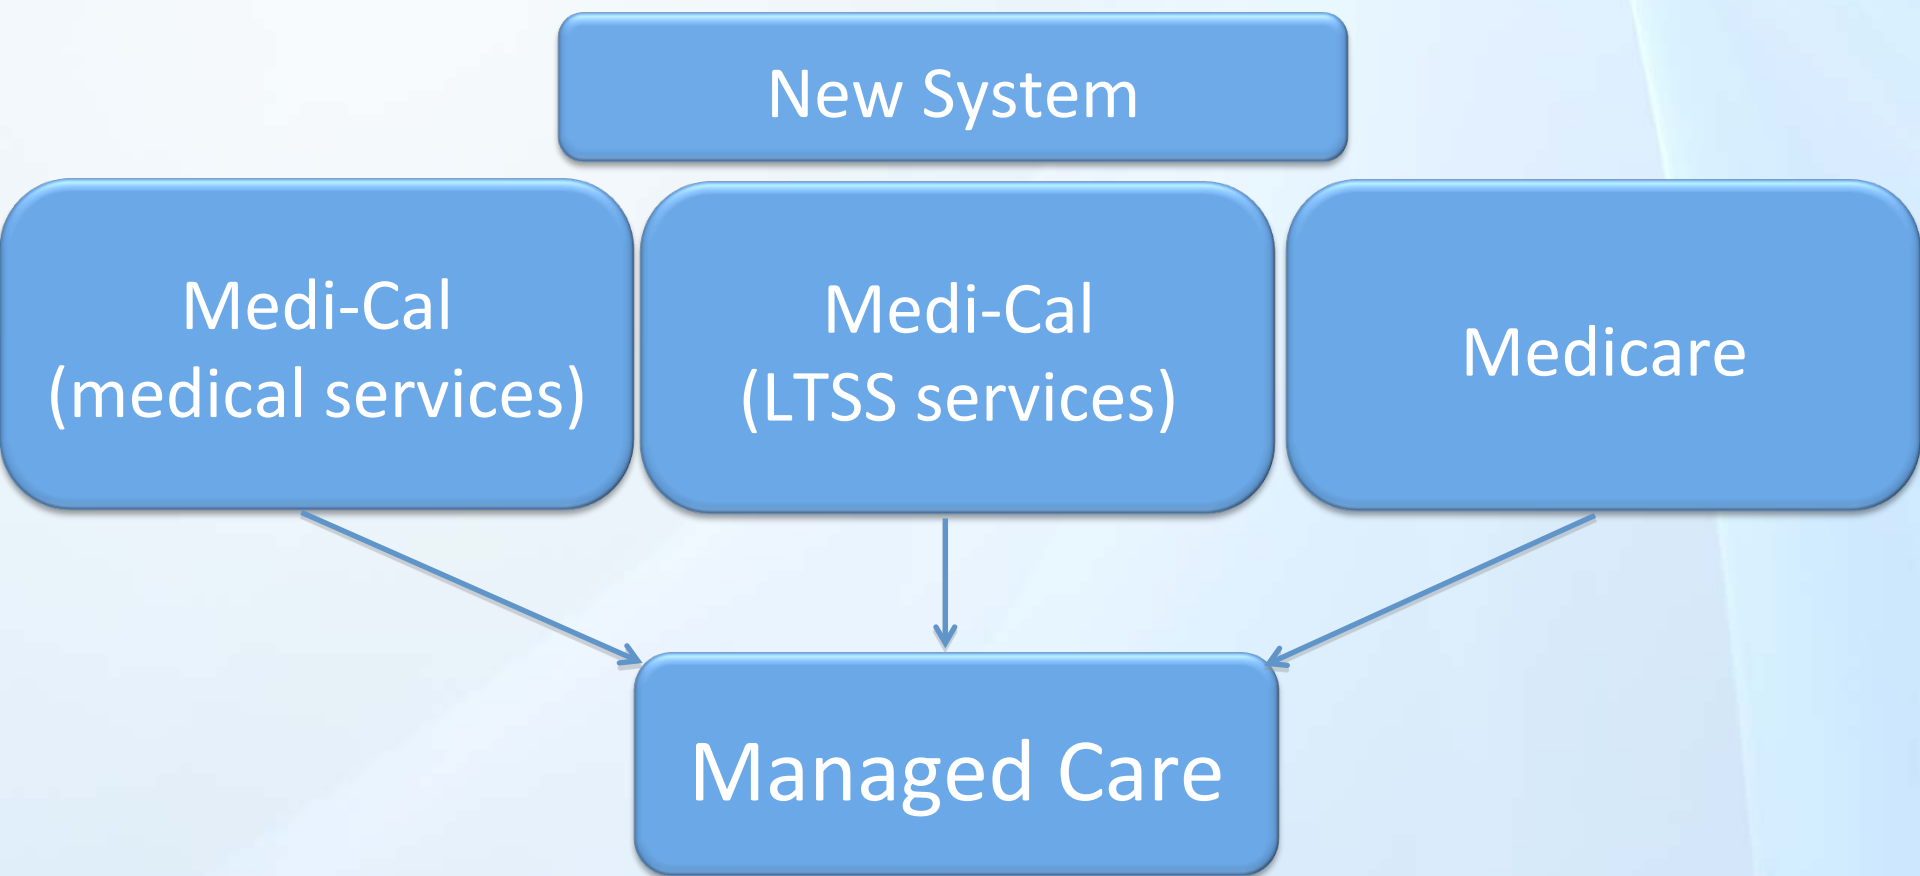 New System
Medi-Cal
(medical services)
Medi-Cal
(LTSS services)
Medicare
Managed Care